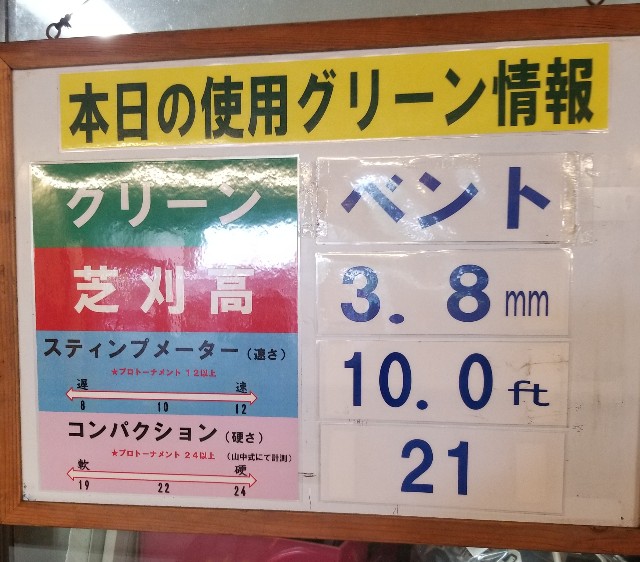 本日の使用グリーン情報
グリーン ベント
芝刈高 3.8mm
スティンプメーター（速さ） 10.0ft
★プロトーナメント 12以上
遅 速
8 10 12
コンパクション（硬さ） 21
★プロトーナメント 24以上 （山中式にて計測）
軟 硬
19 22 24